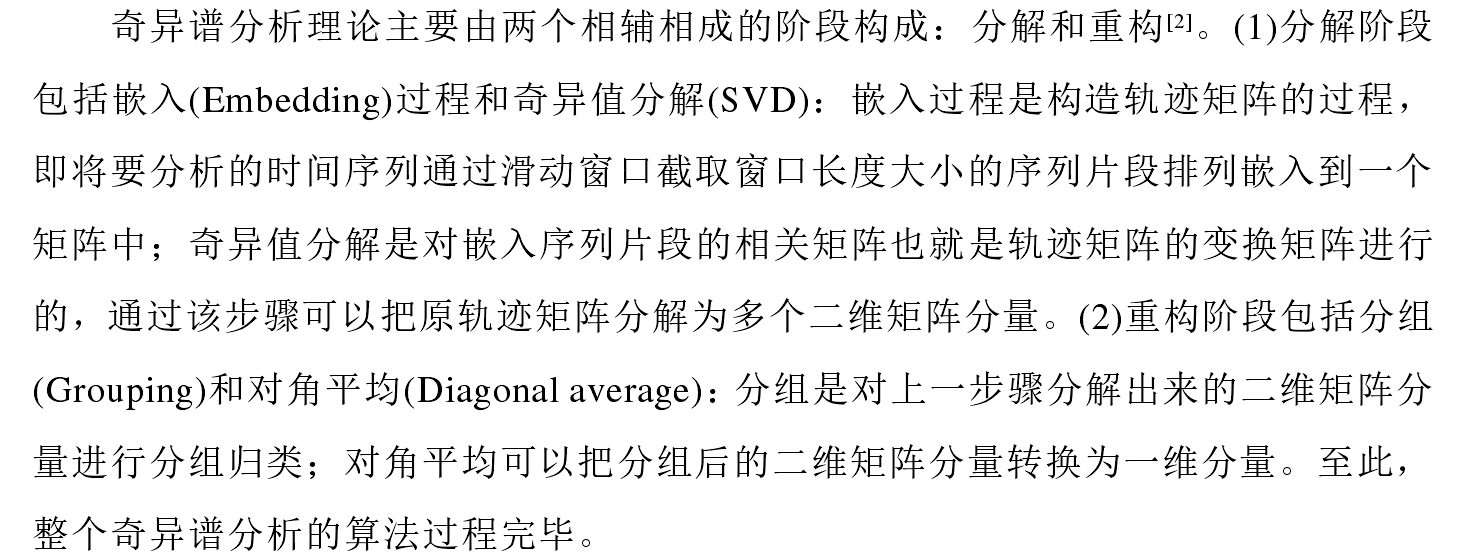 奇异谱分析理论主要由两个相辅相成的阶段构成：分解和重构[2]。(1)分解阶段
包括嵌入(Embedding)过程和奇异值分解(SVD)：嵌入过程是构造轨迹矩阵的过程，
即将要分析的时间序列通过滑动窗口截取窗口长度大小的序列片段排列嵌入到一个
矩阵中；奇异值分解是对嵌入序列片段的相关矩阵也就是轨迹矩阵的变换矩阵进行
的，通过该步骤可以把原轨迹矩阵分解为多个二维矩阵分量。(2)重构阶段包括分组
(Grouping)和对角平均(Diagonal average)：分组是对上一步骤分解出来的二维矩阵分
量进行分组归类；对角平均可以把分组后的二维矩阵分量转换为一维分量。至此，
整个奇异谱分析的算法过程完毕。